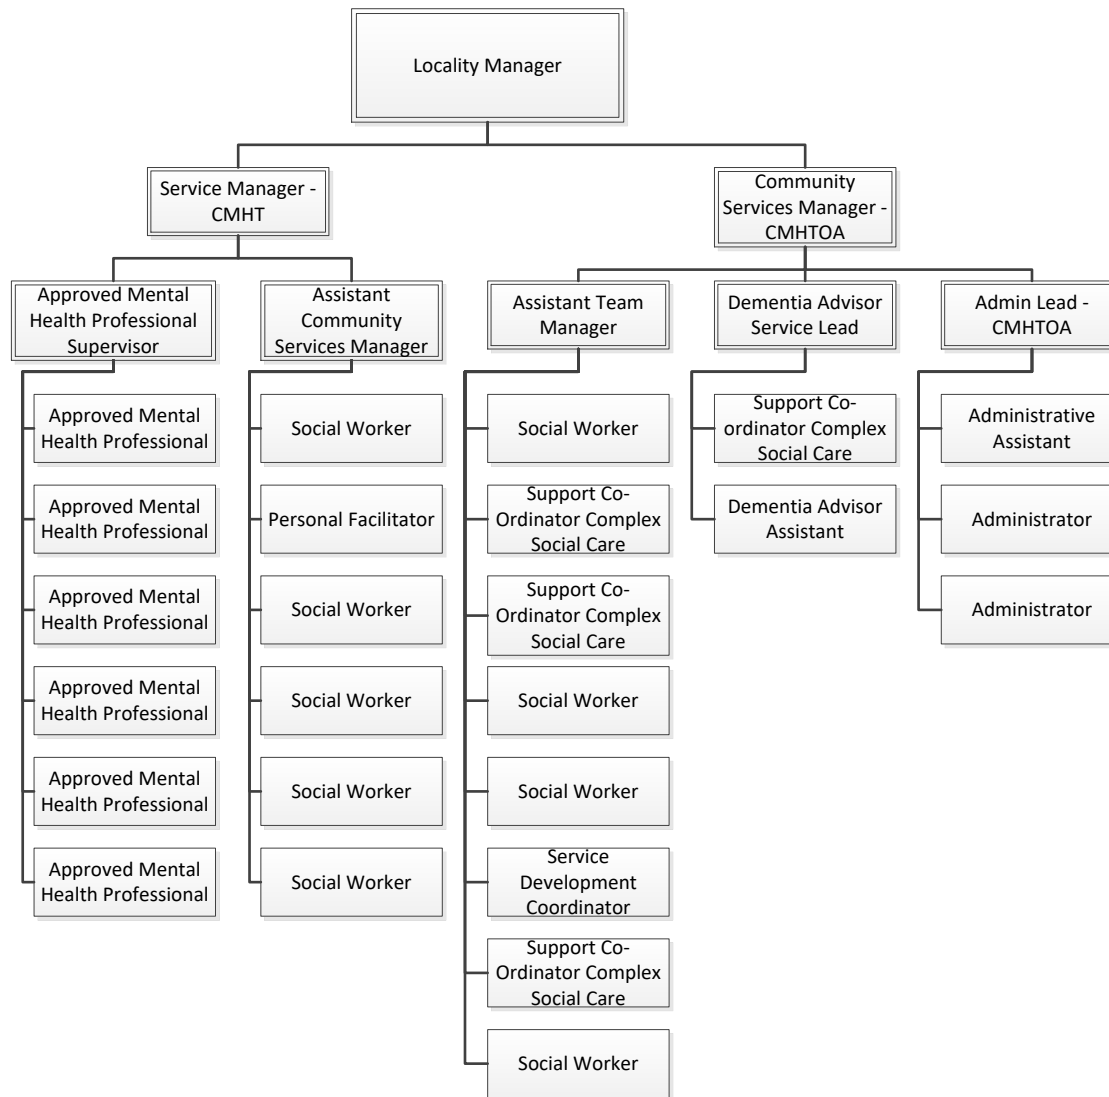 Locality Manager
Service Manager -
CMHT
Community
Services Manager -
CMHTOA
Approved Mental
Health Professional
Supervisor
Assistant
Community
Services Manager
Assistant Team
Manager
Dementia Advisor
Service Lead
Admin Lead -
CMHTOA
Approved Mental
Health Professional
Approved Mental
Health Professional
Approved Mental
Health Professional
Approved Mental
Health Professional
Approved Mental
Health Professional
Approved Mental
Health Professional
Social Worker
Personal Facilitator
Social Worker
Social Worker
Social Worker
Social Worker
Social Worker
Support Co-
Ordinator Complex
Social Care
Support Co-
Ordinator Complex
Social Care
Social Worker
Social Worker
Service
Development
Coordinator
Support Co-
Ordinator Complex
Social Care
Social Worker
Support Co-
ordinator Complex
Social Care
Dementia Advisor
Assistant
Administrative
Assistant
Administrator
Administrator